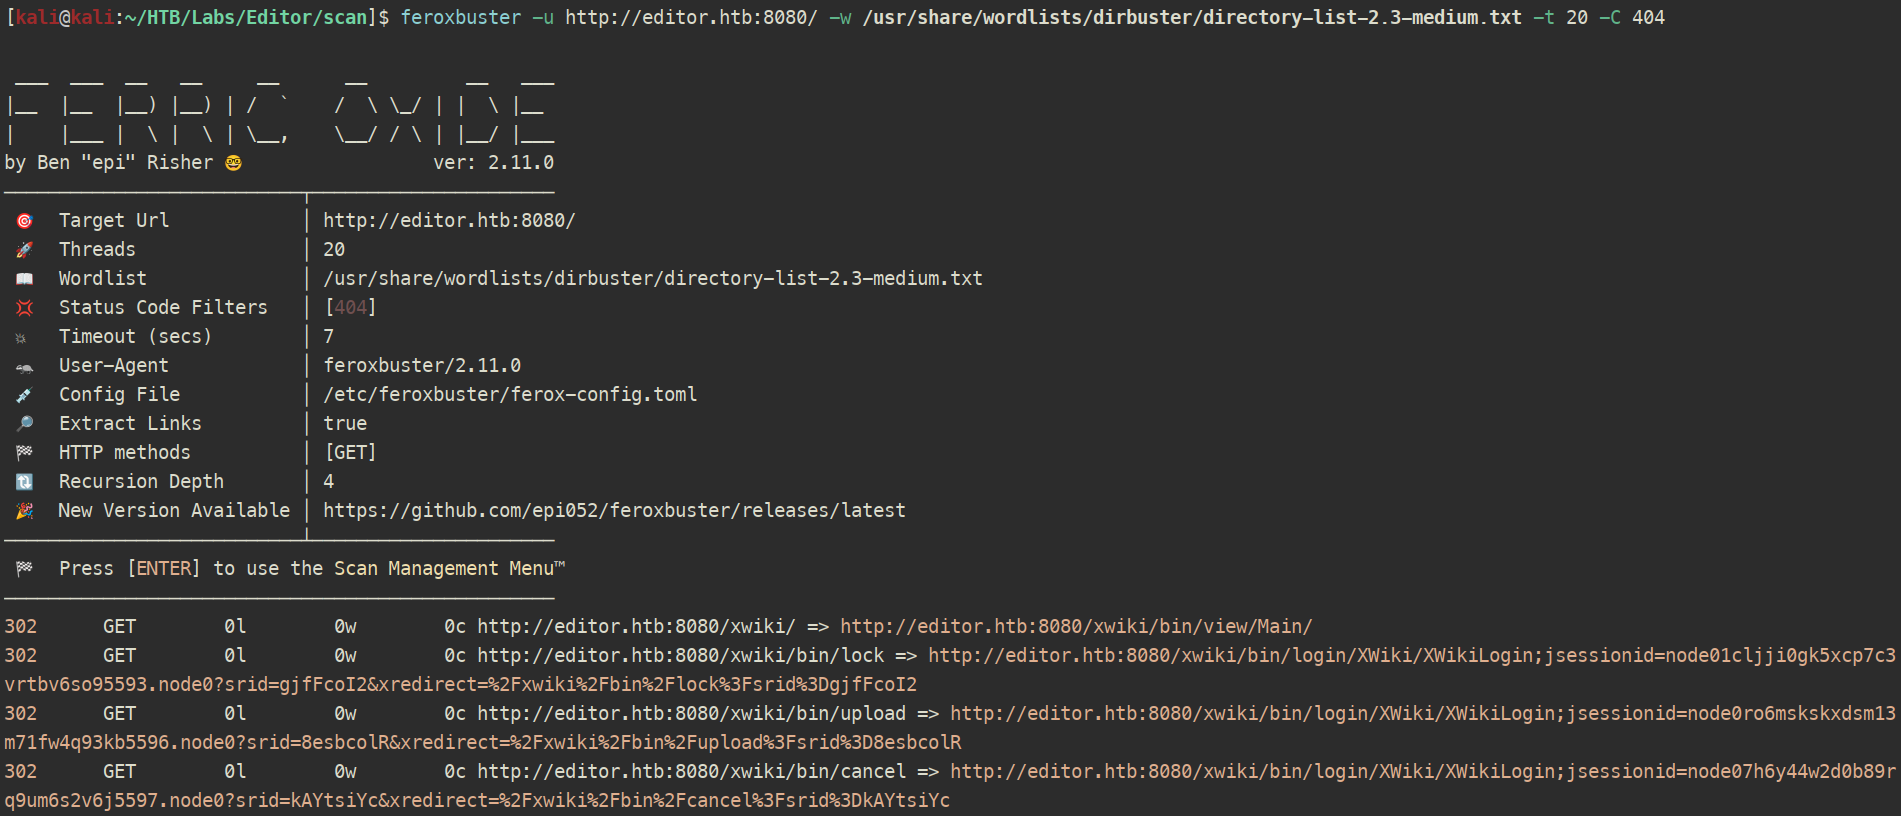 [kali@kali:~/HTB/Labs/Editor/scan]$ feroxbuster -u http://editor.htb:8080/ -w /usr/share/wordlists/dirbuster/directory-list-2.3-medium.txt -t 20 -C 404
FERRIC OXIDE
by Ben "epi" Risher 🤓 ver: 2.11.0
🎯 Target Url │ http://editor.htb:8080/
🚀 Threads │ 20
📖 Wordlist │ /usr/share/wordlists/dirbuster/directory-list-2.3-medium.txt
💢 Status Code Filters │ [404]
💥 Timeout (secs) │ 7
🦡 User-Agent │ feroxbuster/2.11.0
💉 Config File │ /etc/feroxbuster/ferox-config.toml
🔎 Extract Links │ true
🏁 HTTP methods │ [GET]
🔃 Recursion Depth │ 4
🎉 New Version Available │ https://github.com/epi052/feroxbuster/releases/latest
🏁 Press [ENTER] to use the Scan Management Menu™
302 GET 0l 0w 0c http://editor.htb:8080/xwiki/ => http://editor.htb:8080/xwiki/bin/view/Main/
302 GET 0l 0w 0c http://editor.htb:8080/xwiki/bin/lock => http://editor.htb:8080/xwiki/bin/login/XWiki/XWikiLogin;jsessionid=node01cljji0gk5xcp7c3
vrtbv6so95593.node0?srid=gjfFcoI2&xredirect=%2Fxwiki%2Fbin%2Flock%3Fsrid%3DgjfFcoI2
302 GET 0l 0w 0c http://editor.htb:8080/xwiki/bin/upload => http://editor.htb:8080/xwiki/bin/login/XWiki/XWikiLogin;jsessionid=node0ro6mskskxdsm13
m71fw4q93kb5596.node0?srid=8esbcolR&xredirect=%2Fxwiki%2Fbin%2Fupload%3Fsrid%3D8esbcolR
302 GET 0l 0w 0c http://editor.htb:8080/xwiki/bin/cancel => http://editor.htb:8080/xwiki/bin/login/XWiki/XWikiLogin;jsessionid=node07h6y44w2d0b89r
q9um6s2v6j5597.node0?srid=kAYtsiYc&xredirect=%2Fxwiki%2Fbin%2Fcancel%3Fsrid%3DkAYtsiYc